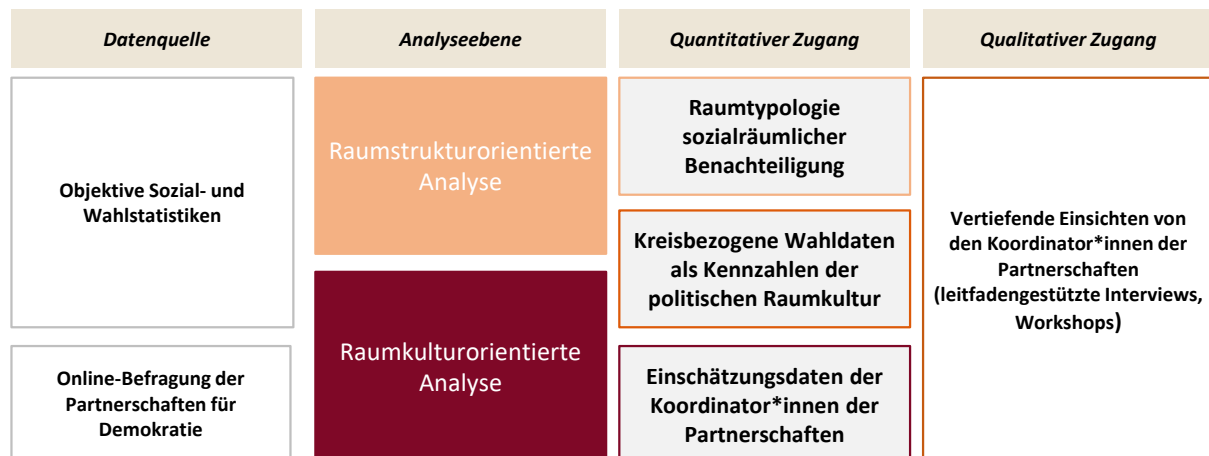 Datenquelle
Analyseebene
Quantitativer Zugang
Qualitativer Zugang
Objektive Sozial- und
Wahlstatistiken
Online-Befragung der
Partnerschaften für
Demokratie
Raumstrukturorientierte
Analyse
Raumkulturorientierte
Analyse
Raumtypologie
sozialräumlicher
Benachteiligung
Kreisbezogene Wahldaten
als Kennzahlen der
politischen Raumkultur
Einschätzungsdaten der
Koordinator*innen der
Partnerschaften
Vertiefende Einsichten von
den Koordinator*innen der
Partnerschaften
(leitfadengestützte Interviews,
Workshops)